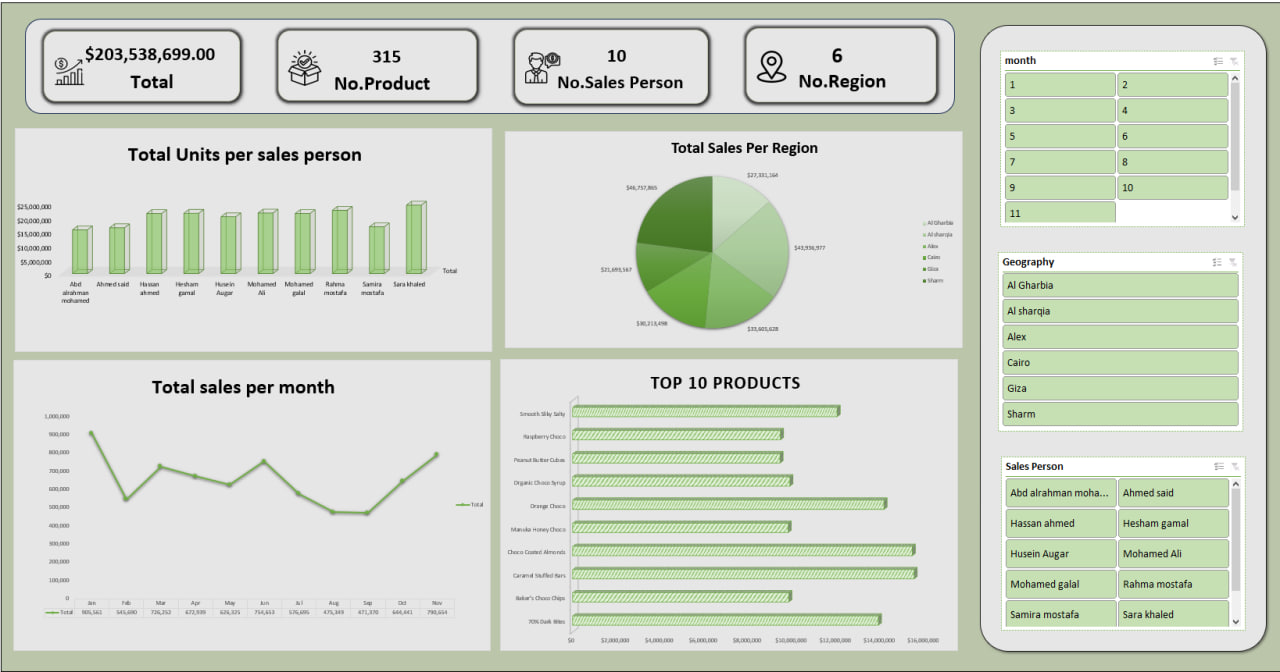 $203,538,699.00
Total
315
No.Product
10
No.Sales Person
6
No.Region
Total Units per sales person
$25,000,000
$20,000,000
$15,000,000
$10,000,000
$5,000,000
$0
Abd alrahman mohamed
Ahmed said
Hassan ahmed
Hesham gamal
Husein Augar
Mohamed Ali
Mohamed galal
Rahma mostafa
Samira mostafa
Sara khaled
Total
Total Sales Per Region
$27,331,164
$43,936,977
$33,605,628
$30,213,498
$21,693,567
$46,757,865
Al Gharbia
Al sharqia
Alex
Cairo
Giza
Sharm
Total sales per month
1,000,000
900,000
800,000
700,000
600,000
500,000
400,000
300,000
200,000
100,000
0
Jan Feb Mar Apr May Jun Jul Aug Sep Oct Nov
Total 905,561 545,690 726,252 672,939 626,325 754,653 576,695 475,349 471,370 644,441 790,654
Total
TOP 10 PRODUCTS
Smooth Sliky Salty
Raspberry Choco
Peanut Butter Cubes
Organic Choco Syrup
Orange Choco
Manuka Honey Choco
Choco Coated Almonds
Caramel Stuffed Bars
Baker's Choco Chips
70% Dark Bites
$0 $2,000,000 $4,000,000 $6,000,000 $8,000,000 $10,000,000 $12,000,000 $14,000,000 $16,000,000
month
1 2
3 4
5 6
7 8
9 10
11
Geography
Al Gharbia
Al sharqia
Alex
Cairo
Giza
Sharm
Sales Person
Abd alrahman moha... Ahmed said
Hassan ahmed Hesham gamal
Husein Augar Mohamed Ali
Mohamed galal Rahma mostafa
Samira mostafa Sara khaled